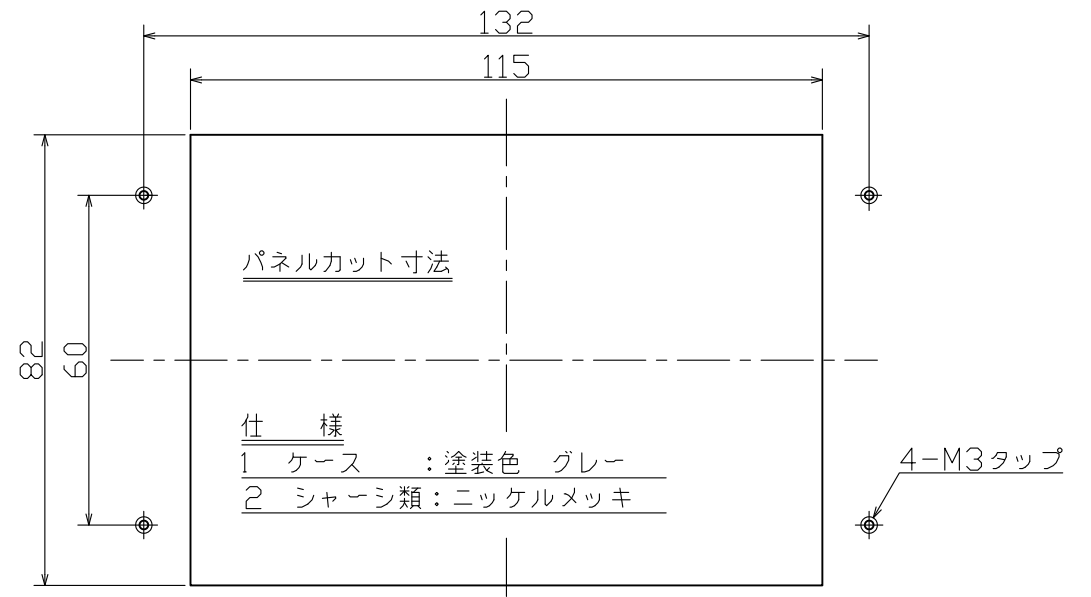 132
115
パネルカット寸法
82
60
仕　様
1　ケース　：塗装色　グレー
2　シャーシ類：ニッケルメッキ
4-M3タップ